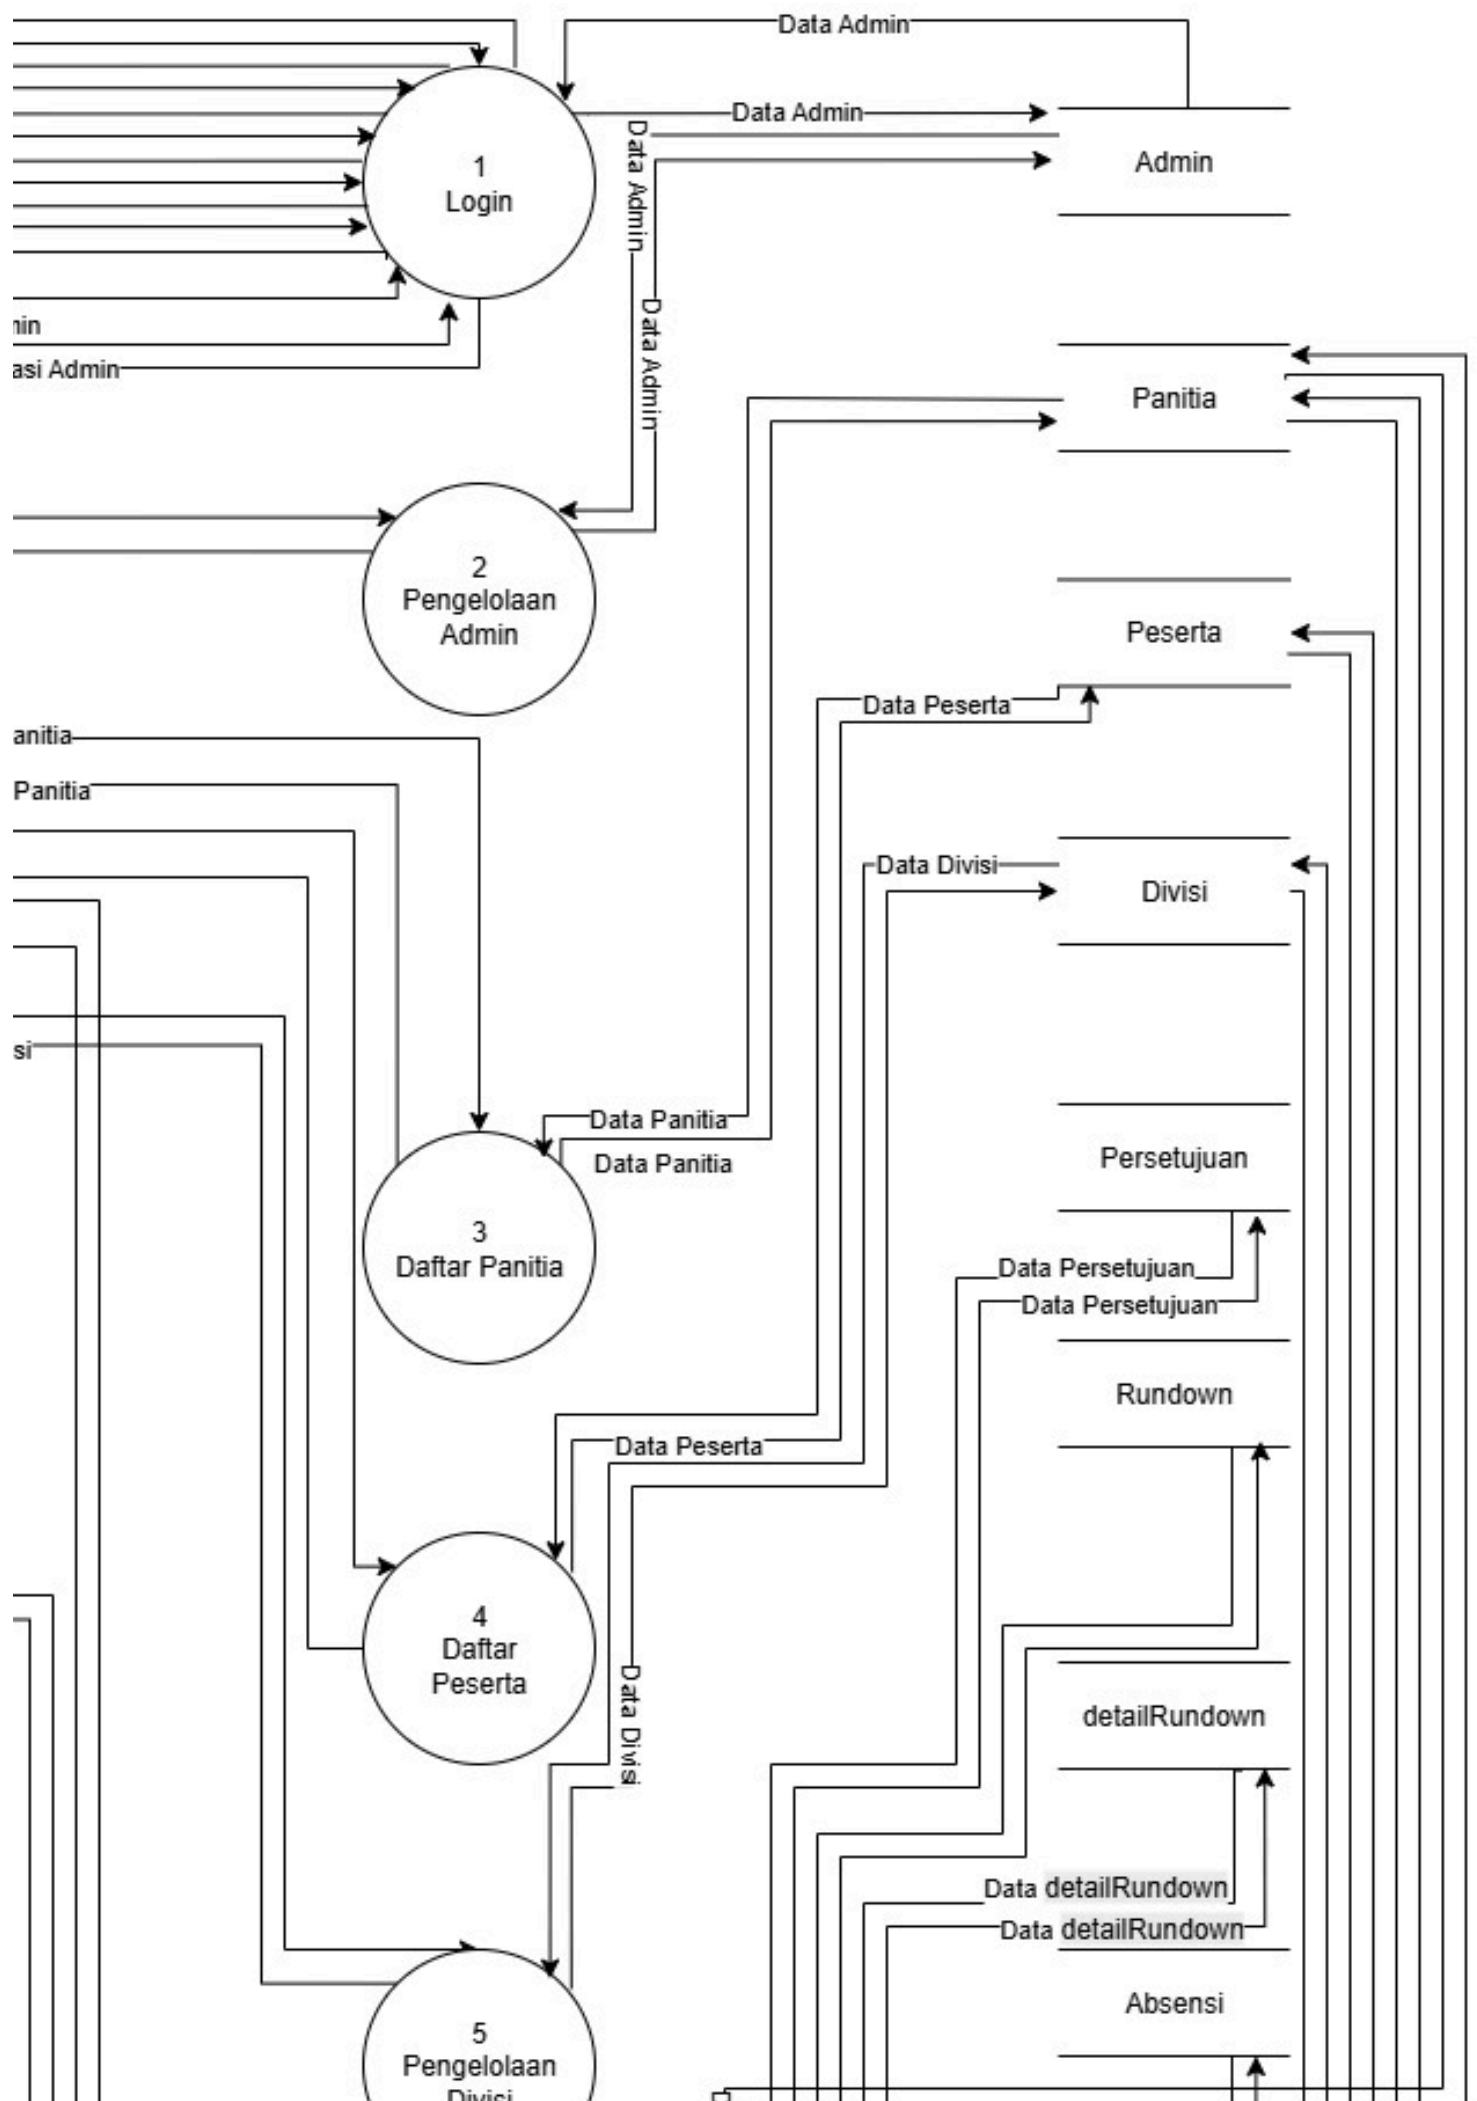 Data Admin
Data Admin
Data Admin
Admin
1
Login
Data Admin
min
asi Admin
Panitia
2
Pengelolaan
Admin
Peserta
Data Peserta
anitia
Panitia
Data Divisi
Divisi
si
Data Panitia
Data Panitia
Persetujuan
3
Daftar Panitia
Data Persetujuan
Data Persetujuan
Rundown
Data Peserta
4
Daftar
Peserta
Data Divisi
detailRundown
Data detailRundown
Data detailRundown
Absensi
5
Pengelolaan
Divisi